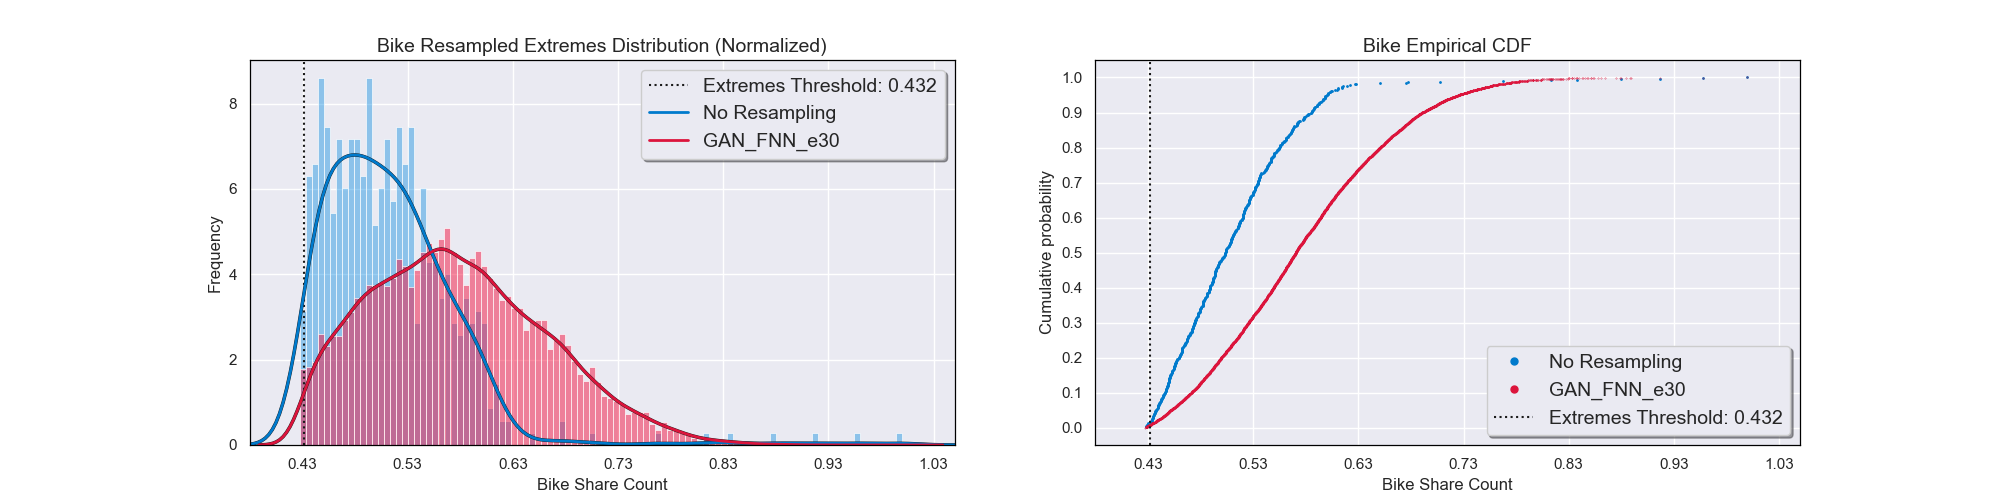 Bike Resampled Extremes Distribution (Normalized)
Extremes Threshold: 0.432
No Resampling
GAN_FNN_e30
Frequency
8
6
4
2
0
0.43 0.53 0.63 0.73 0.83 0.93 1.03
Bike Share Count
Bike Empirical CDF
Cumulative probability
1.0
0.9
0.8
0.7
0.6
0.5
0.4
0.3
0.2
0.1
0.0
No Resampling
GAN_FNN_e30
Extremes Threshold: 0.432
0.43 0.53 0.63 0.73 0.83 0.93 1.03
Bike Share Count